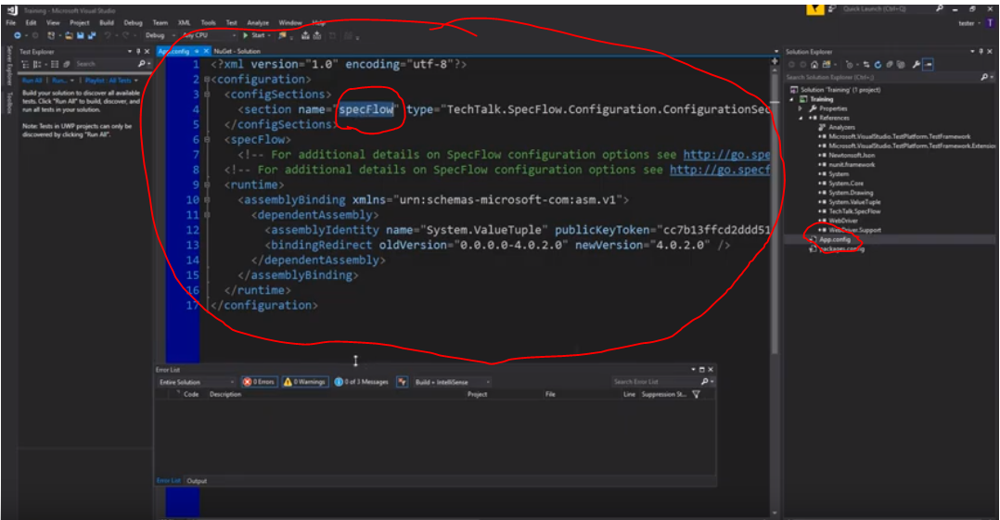 Training - Microsoft Visual Studio
Quick Launch (Ctrl+Q)
File Edit View Project Build Debug Team XML Tools Test Analyze Window Help
tester
T
Debug Any CPU Start
Server Explorer
Toolbox
Test Explorer
Search
Run All | Run... | Playlist : All Tests
Build your solution to discover all available
tests. Click "Run All" to build, discover, and
run all tests in your solution.
Note: Tests in UWP projects can only be
discovered by clicking "Run All".
App.config NuGet - Solution
1 <?xml version="1.0" encoding="utf-8"?>
2 <configuration>
3 <configSections>
4 <section name="specFlow" type="TechTalk.SpecFlow.Configuration.ConfigurationSec
5 </configSections>
6 <specFlow>
7 <!-- For additional details on SpecFlow configuration options see http://go.spe
8 <!-- For additional details on SpecFlow configuration options see http://go.specf
9 <runtime>
10 <assemblyBinding xmlns="urn:schemas-microsoft-com:asm.v1">
11 <dependentAssembly>
12 <assemblyIdentity name="System.ValueTuple" publicKeyToken="cc7b13ffcd2ddd51
13 <bindingRedirect oldVersion="0.0.0.0-4.0.2.0" newVersion="4.0.2.0" />
14 </dependentAssembly>
15 </assemblyBinding>
16 </runtime>
17 </configuration>
Error List
Entire Solution 0 Errors 0 Warnings 0 of 3 Messages Build + IntelliSense Search Error List
Code Description Project File Line Suppression St...
Error List Output
Solution Explorer
Search Solution Explorer (Ctrl+;)
Solution 'Training' (1 project)
Training
Properties
References
Analyzers
Microsoft.VisualStudio.TestPlatform.TestFramework
Microsoft.VisualStudio.TestPlatform.TestFramework.Extension
Newtonsoft.Json
nunit.framework
System
System.Core
System.Drawing
System.ValueTuple
TechTalk.SpecFlow
WebDriver
WebDriver.Support
App.config
packages.config